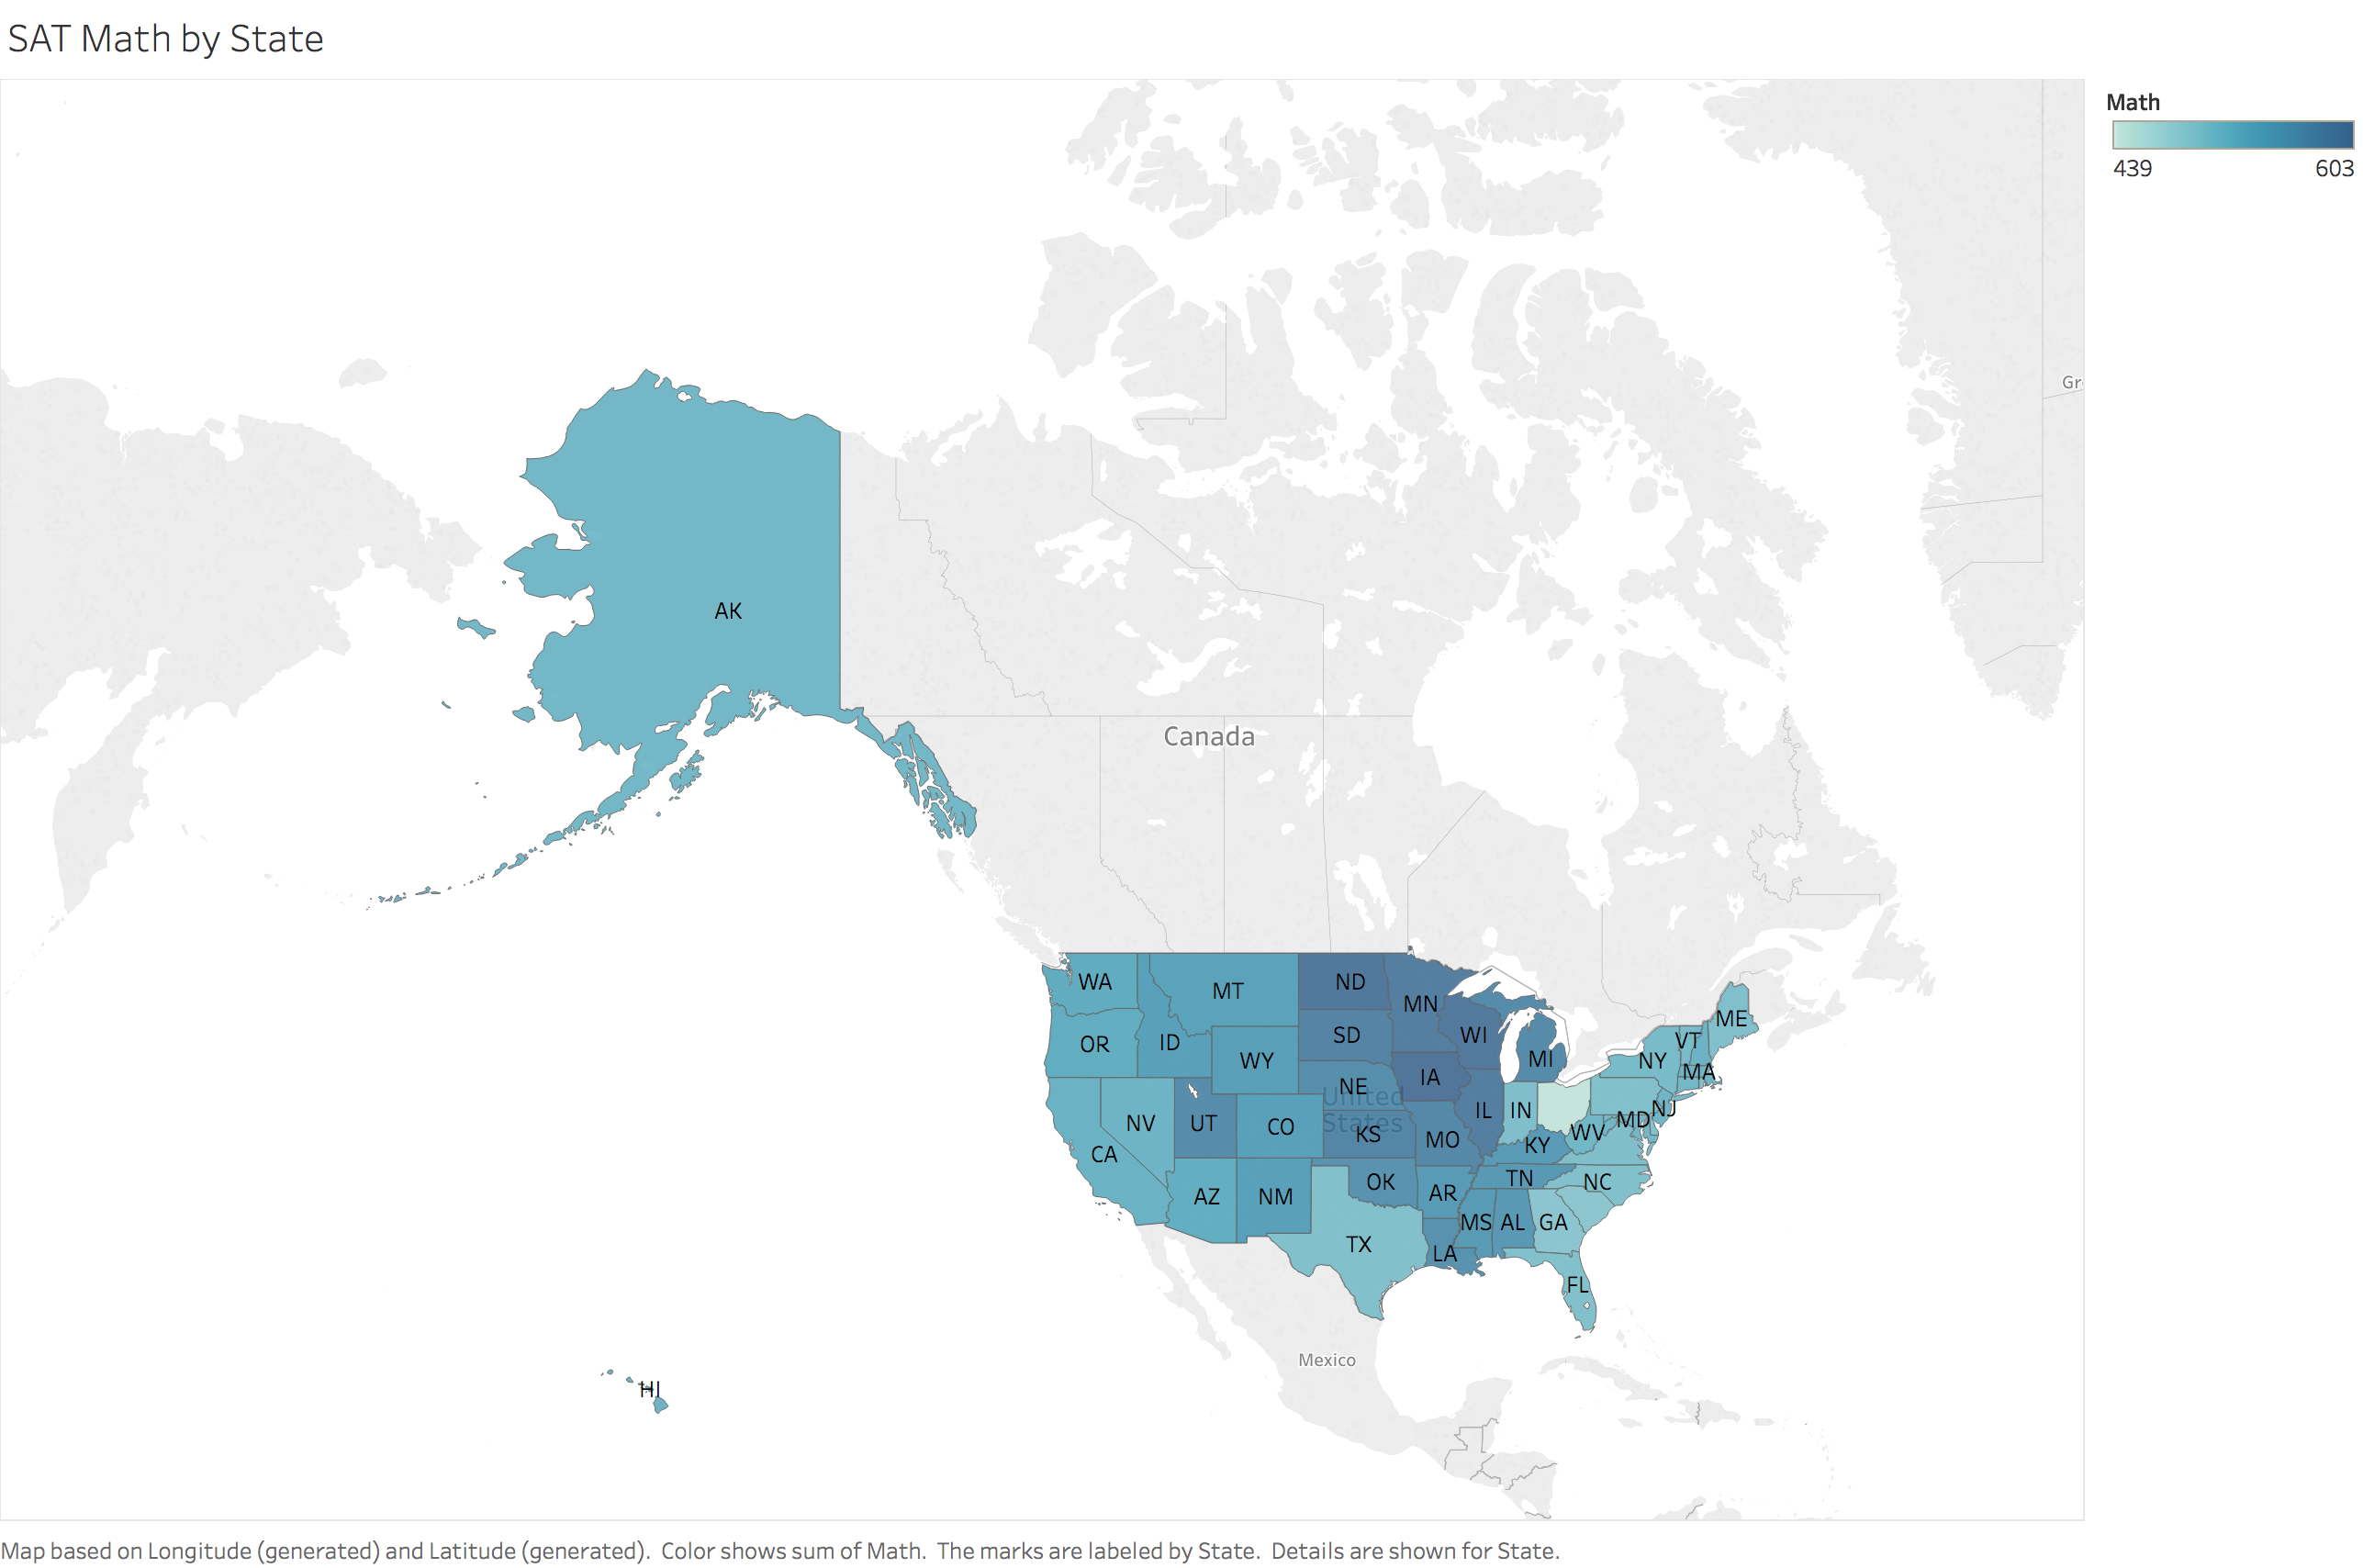 SAT Math by State
Math
439 603
Gr
AK
Canada
WA
MT
ND
MN
ME
OR
ID
SD
WI
VT
WY
MI
NY
NE
IA
MA
United
States
NV
UT
CO
KS
IL
IN
NJ
MD
CA
MO
KY
WV
AZ
NM
OK
AR
TN
NC
TX
LA
MS
AL
GA
FL
Mexico
HI
Map based on Longitude (generated) and Latitude (generated).  Color shows sum of Math.  The marks are labeled by State.  Details are shown for State.